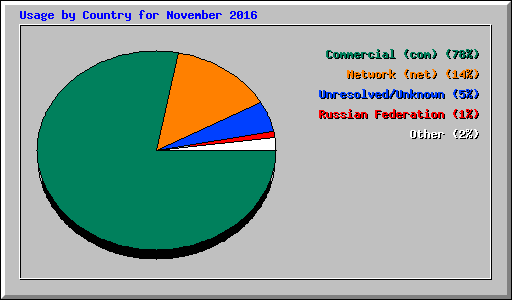 Usage by Country for November 2016
Commercial (com) (78%)
Network (net) (14%)
Unresolved/Unknown (5%)
Russian Federation (1%)
Other (2%)